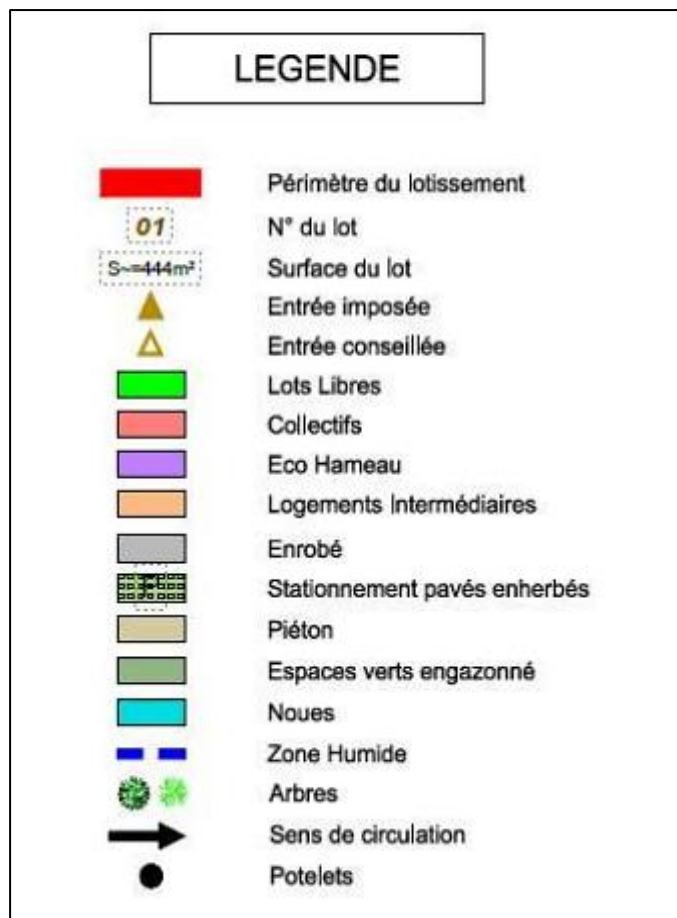 LEGENDE
Périmètre du lotissement
01 N° du lot
S~=444m² Surface du lot
Entrée imposée
Entrée conseillée
Lots Libres
Collectifs
Eco Hameau
Logements Intermédiaires
Enrobé
Stationnement pavés enherbés
Piéton
Espaces verts engazonné
Noues
Zone Humide
Arbres
Sens de circulation
Potelets